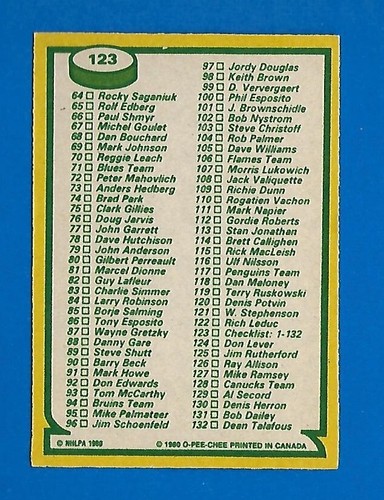 123
64 Rocky Saganiuk
65 Rolf Edberg
66 Paul Shmyr
67 Michel Goulet
68 Dan Bouchard
69 Mark Johnson
70 Reggie Leach
71 Blues Team
72 Peter Mahovlich
73 Anders Hedberg
74 Brad Park
75 Clark Gillies
76 Doug Jarvis
77 John Garrett
78 Dave Hutchison
79 John Anderson
80 Gilbert Perreault
81 Marcel Dionne
82 Guy Lafleur
83 Charlie Simmer
84 Larry Robinson
85 Borje Salming
86 Tony Esposito
87 Wayne Gretzky
88 Danny Gare
89 Steve Shutt
90 Barry Beck
91 Mark Howe
92 Don Edwards
93 Tom McCarthy
94 Bruins Team
95 Mike Palmateer
96 Jim Schoenfeld
97 Jordy Douglas
98 Keith Brown
99 D. Ververgaert
100 Phil Esposito
101 J. Brownschidle
102 Bob Nystrom
103 Steve Christoff
104 Rob Palmer
105 Dave Williams
106 Flames Team
107 Morris Lukowich
108 Jack Valiquette
109 Richie Dunn
110 Rogatien Vachon
111 Mark Napier
112 Gordie Roberts
113 Stan Jonathan
114 Brett Callighen
115 Rick MacLeish
116 Ulf Nilsson
117 Penguins Team
118 Dan Maloney
119 Terry Ruskowski
120 Denis Potvin
121 W. Stephenson
122 Rich Leduc
123 Checklist: 1-132
124 Don Lever
125 Jim Rutherford
126 Ray Allison
127 Mike Ramsey
128 Canucks Team
129 Al Secord
130 Denis Herron
131 Bob Dailey
132 Dean Talafous
© NHLPA 1980
© 1980 O-PEE-CHEE PRINTED IN CANADA